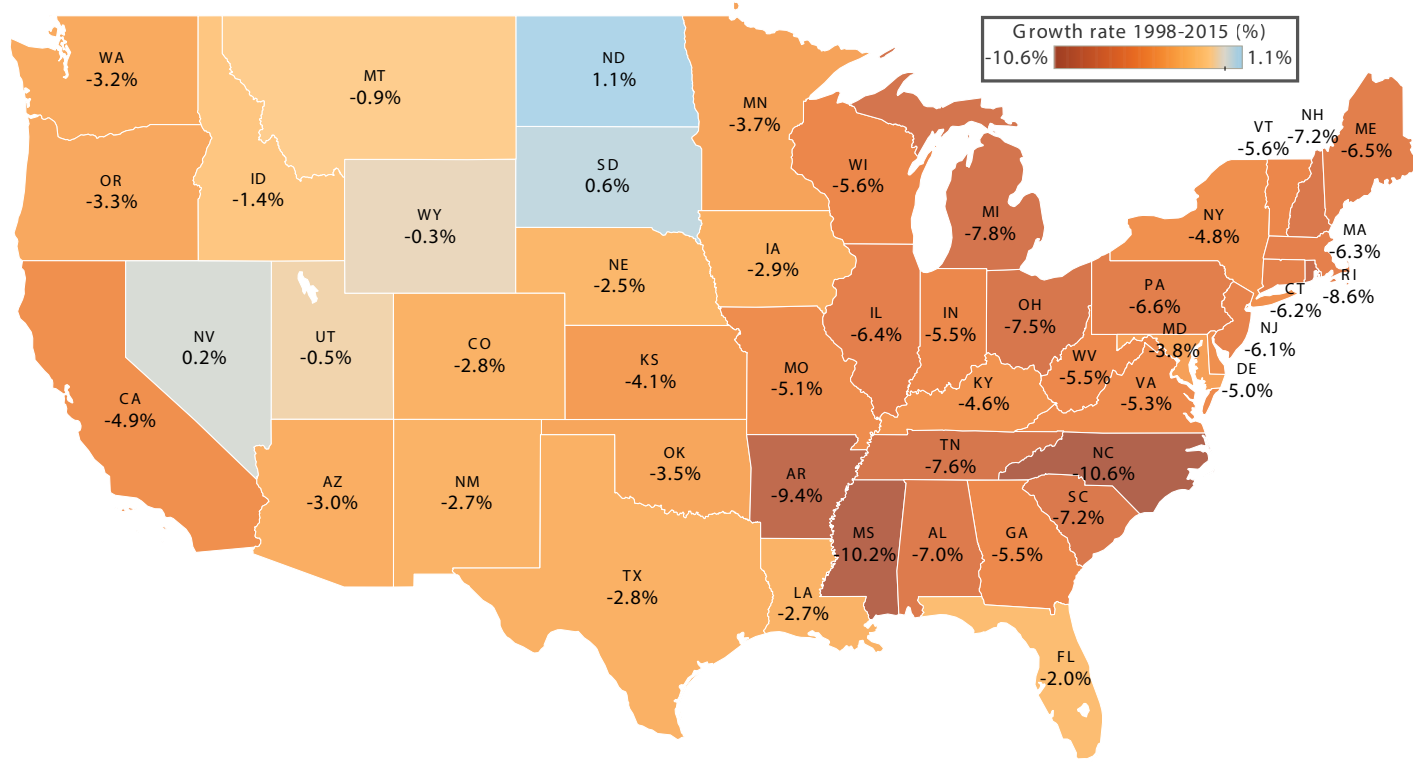 Growth rate 1998-2015 (%)
-10.6%
1.1%
WA
-3.2%
MT
-0.9%
ND
1.1%
MN
-3.7%
OR
-3.3%
ID
-1.4%
WY
-0.3%
SD
0.6%
WI
-5.6%
MI
-7.8%
VT
-5.6%
NH
-7.2%
ME
-6.5%
NY
-4.8%
MA
-6.3%
RI
-8.6%
CT
-6.2%
NV
0.2%
UT
-0.5%
CO
-2.8%
NE
-2.5%
IA
-2.9%
IL
-6.4%
IN
-5.5%
OH
-7.5%
PA
-6.6%
NJ
-6.1%
MD
-3.8%
DE
-5.0%
CA
-4.9%
KS
-4.1%
MO
-5.1%
KY
-4.6%
WV
-5.5%
VA
-5.3%
AZ
-3.0%
NM
-2.7%
OK
-3.5%
AR
-9.4%
TN
-7.6%
NC
-10.6%
SC
-7.2%
MS
-10.2%
AL
-7.0%
GA
-5.5%
TX
-2.8%
LA
-2.7%
FL
-2.0%